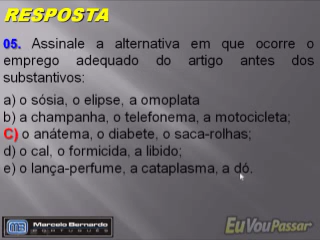 RESPOSTA
05. Assinale a alternativa em que ocorre o
emprego adequado do artigo antes dos
substantivos:
a) o sósia, o elipse, a omoplata
b) a champanha, o telefonema, a motocicleta;
C) o anátema, o diabete, o saca-rolhas;
d) o cal, o formicida, a libido;
e) o lança-perfume, a cataplasma, a dó.
Marcelo Bernardo
PORTUGUÊS
EuVouPassar